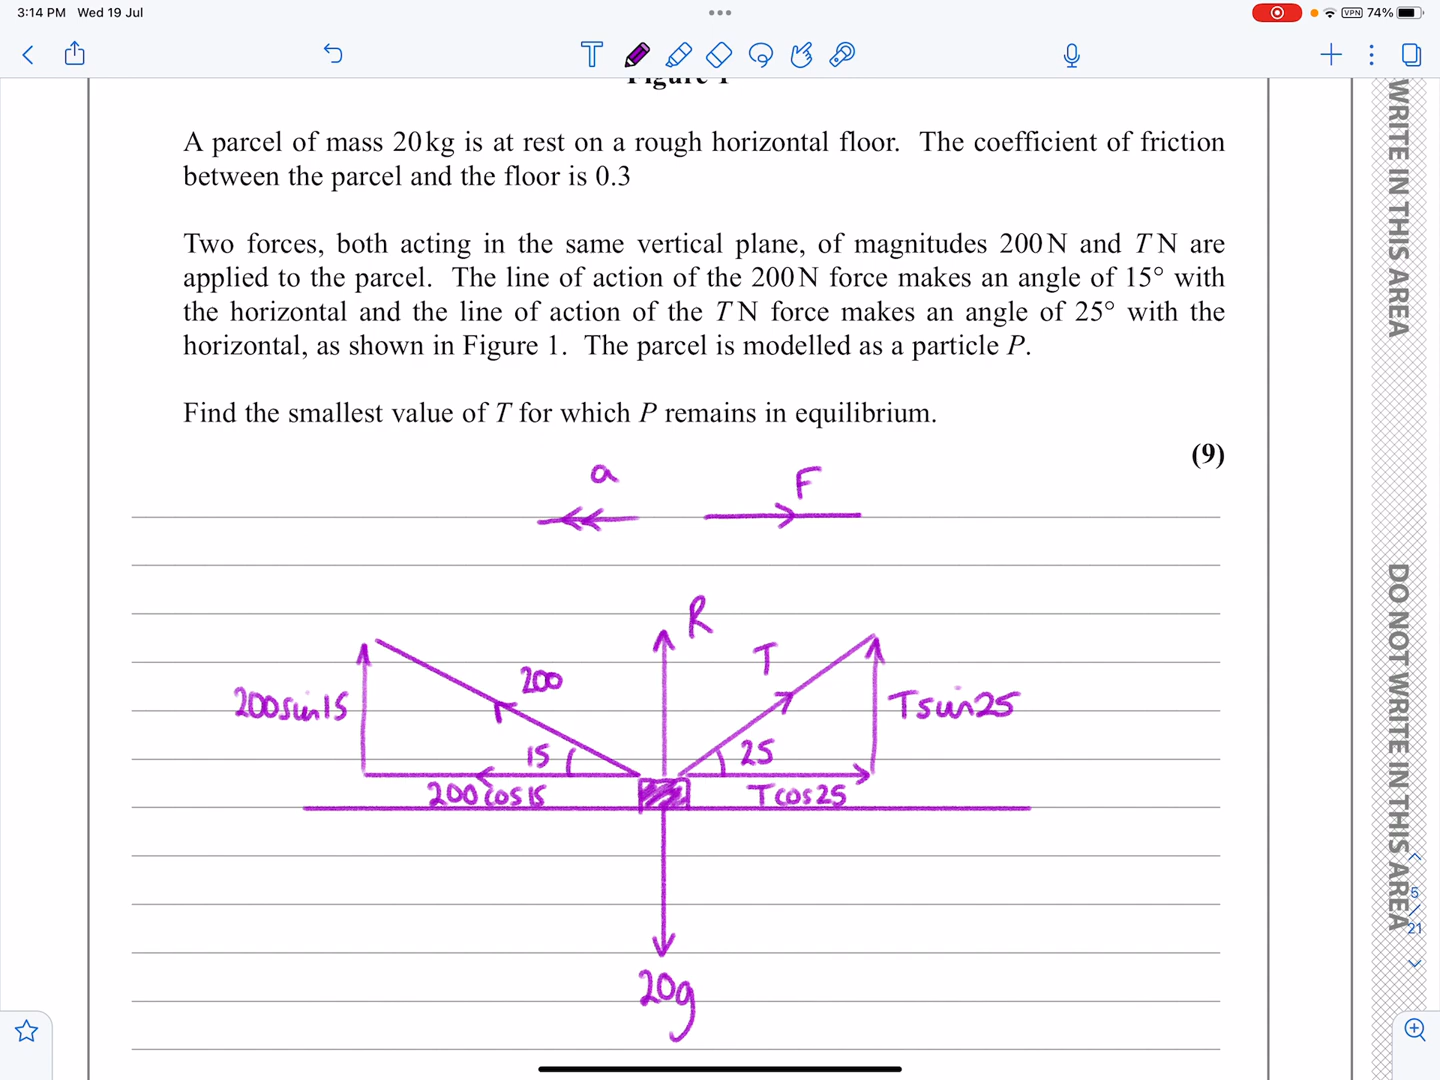 3:14 PM Wed 19 Jul
VPN 74%
Figure 1
A parcel of mass 20 kg is at rest on a rough horizontal floor. The coefficient of friction
between the parcel and the floor is 0.3
Two forces, both acting in the same vertical plane, of magnitudes 200 N and T N are
applied to the parcel. The line of action of the 200 N force makes an angle of 15° with
the horizontal and the line of action of the T N force makes an angle of 25° with the
horizontal, as shown in Figure 1. The parcel is modelled as a particle P.
Find the smallest value of T for which P remains in equilibrium.
(9)
a
F
R
200
T
200sin15
Tsin25
15
25
200cos15
Tcos25
20g
WRITE IN THIS AREA
DO NOT WRITE IN THIS AREA
5
/
21